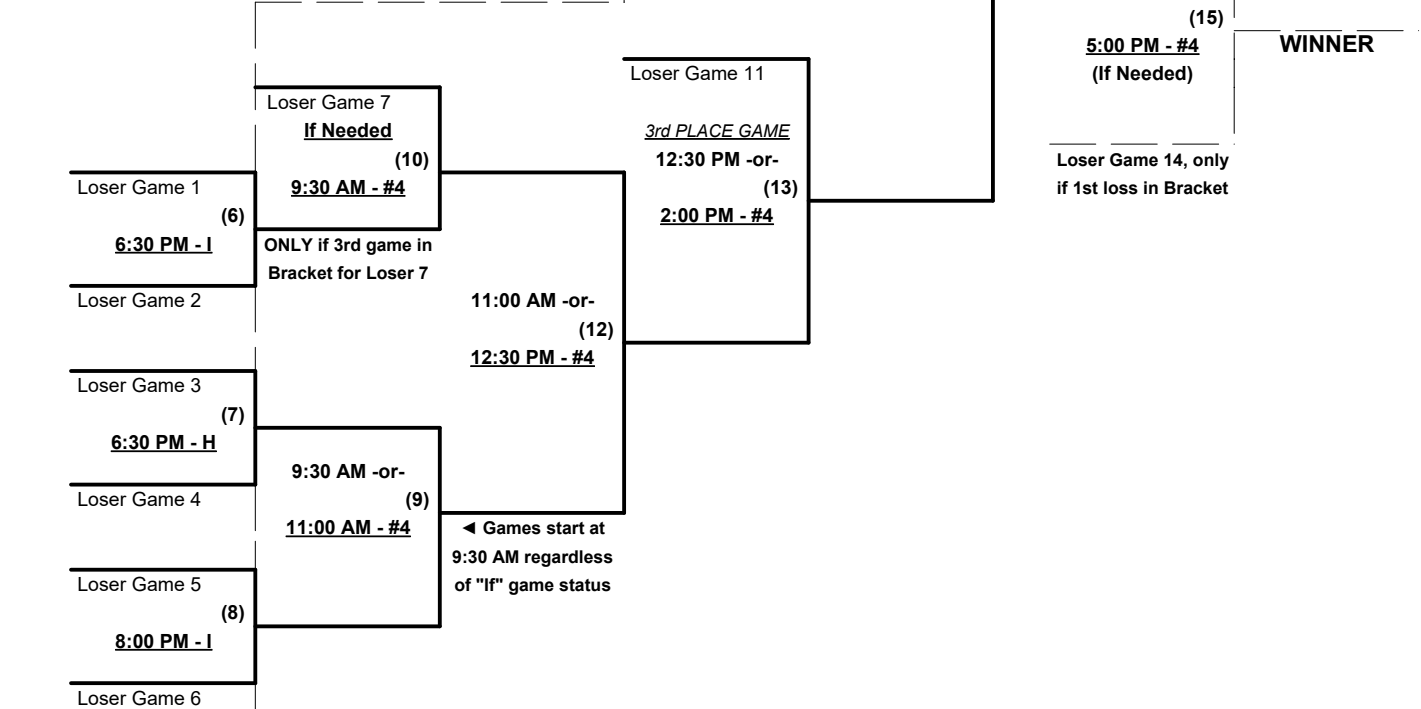 (15)
5:00 PM - #4
WINNER
(If Needed)
Loser Game 11
Loser Game 7
If Needed
(10)
9:30 AM - #4
3rd PLACE GAME
12:30 PM -or-
(13)
2:00 PM - #4
Loser Game 14, only
if 1st loss in Bracket
Loser Game 1
(6)
6:30 PM - I
Loser Game 2
ONLY if 3rd game in
Bracket for Loser 7
11:00 AM -or-
(12)
12:30 PM - #4
Loser Game 3
(7)
6:30 PM - H
Loser Game 4
9:30 AM -or-
(9)
11:00 AM - #4
◄ Games start at
9:30 AM regardless
of "If" game status
Loser Game 5
(8)
8:00 PM - I
Loser Game 6